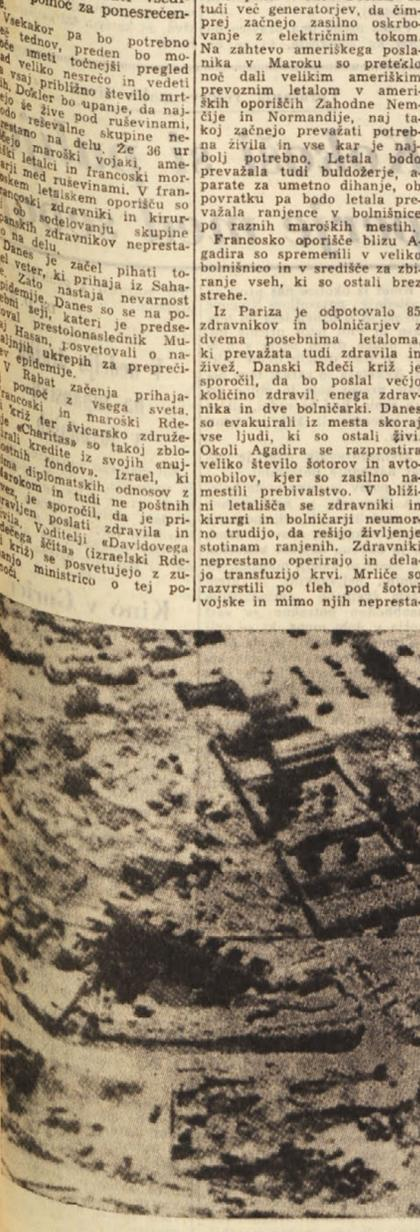 pomoč za ponesrečen-
Vsekakor pa bo potrebno
tednov, preden bo mo-
imeti točnejši pregled
veliko nesrečo in vedeti
vsaj približno število mrt-
Dokler bo upanje, da naj-
še žive pod ruševinami,
reševalne skupine ne-
na delu. Že 36 ur
maroški vojaki, ame-
letalci in francoski mor-
med ruševinami. V fran-
letalskem oporišču so
zdravniki in kirur-
ob sodelovanju skupine
zdravnikov nepresta-
no na delu.
Danes je začel pihati to-
veter, ki prihaja iz Saha-
Zato nastaja nevarnost
epidemije. Danes so se na po-
sebni seji, kateri je predse-
doval prestolonaslednik Mu-
Hasan, posvetovali o na-
daljnjih ukrepih za prepreči-
tev epidemije.
V Rabat začenja prihaja-
pomoč z vsega sveta.
Francoski in maroški Rde-
križ ter švicarsko združe-
«Charitas» so takoj zblo-
kredite iz svojih «nuj-
nostnih fondov». Izrael, ki
nima diplomatskih odnosov z
Marokom in tudi ne poštnih
zvez, je sporočil, da je pri-
pravljen poslati zdravila in
Voditelji «Davidovega
ščita» (izraelski Rde-
križ) se posvetujejo z zu-
ministrico o tej po-
moči.
tudi več generatorjev, da čim-
prej začnejo zasilno oskrbo-
vanje z električnim tokom.
Na zahtevo ameriškega posla-
nika v Maroku so preteklo
noč dali velikim ameriškim
prevoznim letalom v ameri-
ških oporiščih Zahodne Nem-
čije in Normandije, naj ta-
koj začnejo prevažati potreb-
na živila in vse kar je naj-
bolj potrebno. Letala bodo
prevažala tudi buldožerje, a-
parate za umetno dihanje, ob
povratku pa bodo letala pre-
važala ranjence v bolnišnice
po raznih maroških mestih.
Francosko oporišče blizu A-
gadira so spremenili v veliko
bolnišnico in v središče za zbi-
ranje vseh, ki so ostali brez
strehe.
Iz Pariza je odpotovalo 85
zdravnikov in bolničarjev z
dvema posebnima letaloma,
ki prevažata tudi zdravila in
živež. Danski Rdeči križ je
sporočil, da bo poslal večjo
količino zdravil enega zdrav-
nika in dve bolničarki. Danes
so evakuirali iz mesta skoraj
vse ljudi, ki so ostali živi.
Okoli Agadira se razprostira
veliko število šotorov in avto-
mobilov, kjer so zasilno na-
mestili prebivalstvo. V bliži-
ni letališča se zdravniki in
kirurgi in bolničarji neumor-
no trudijo, da rešijo življenje
stotinam ranjenih. Zdravniki
neprestano operirajo in dela-
jo transfuzijo krvi. Mrliče so
razvrstili po tleh pod šotori
vojske in mimo njih nepresta-